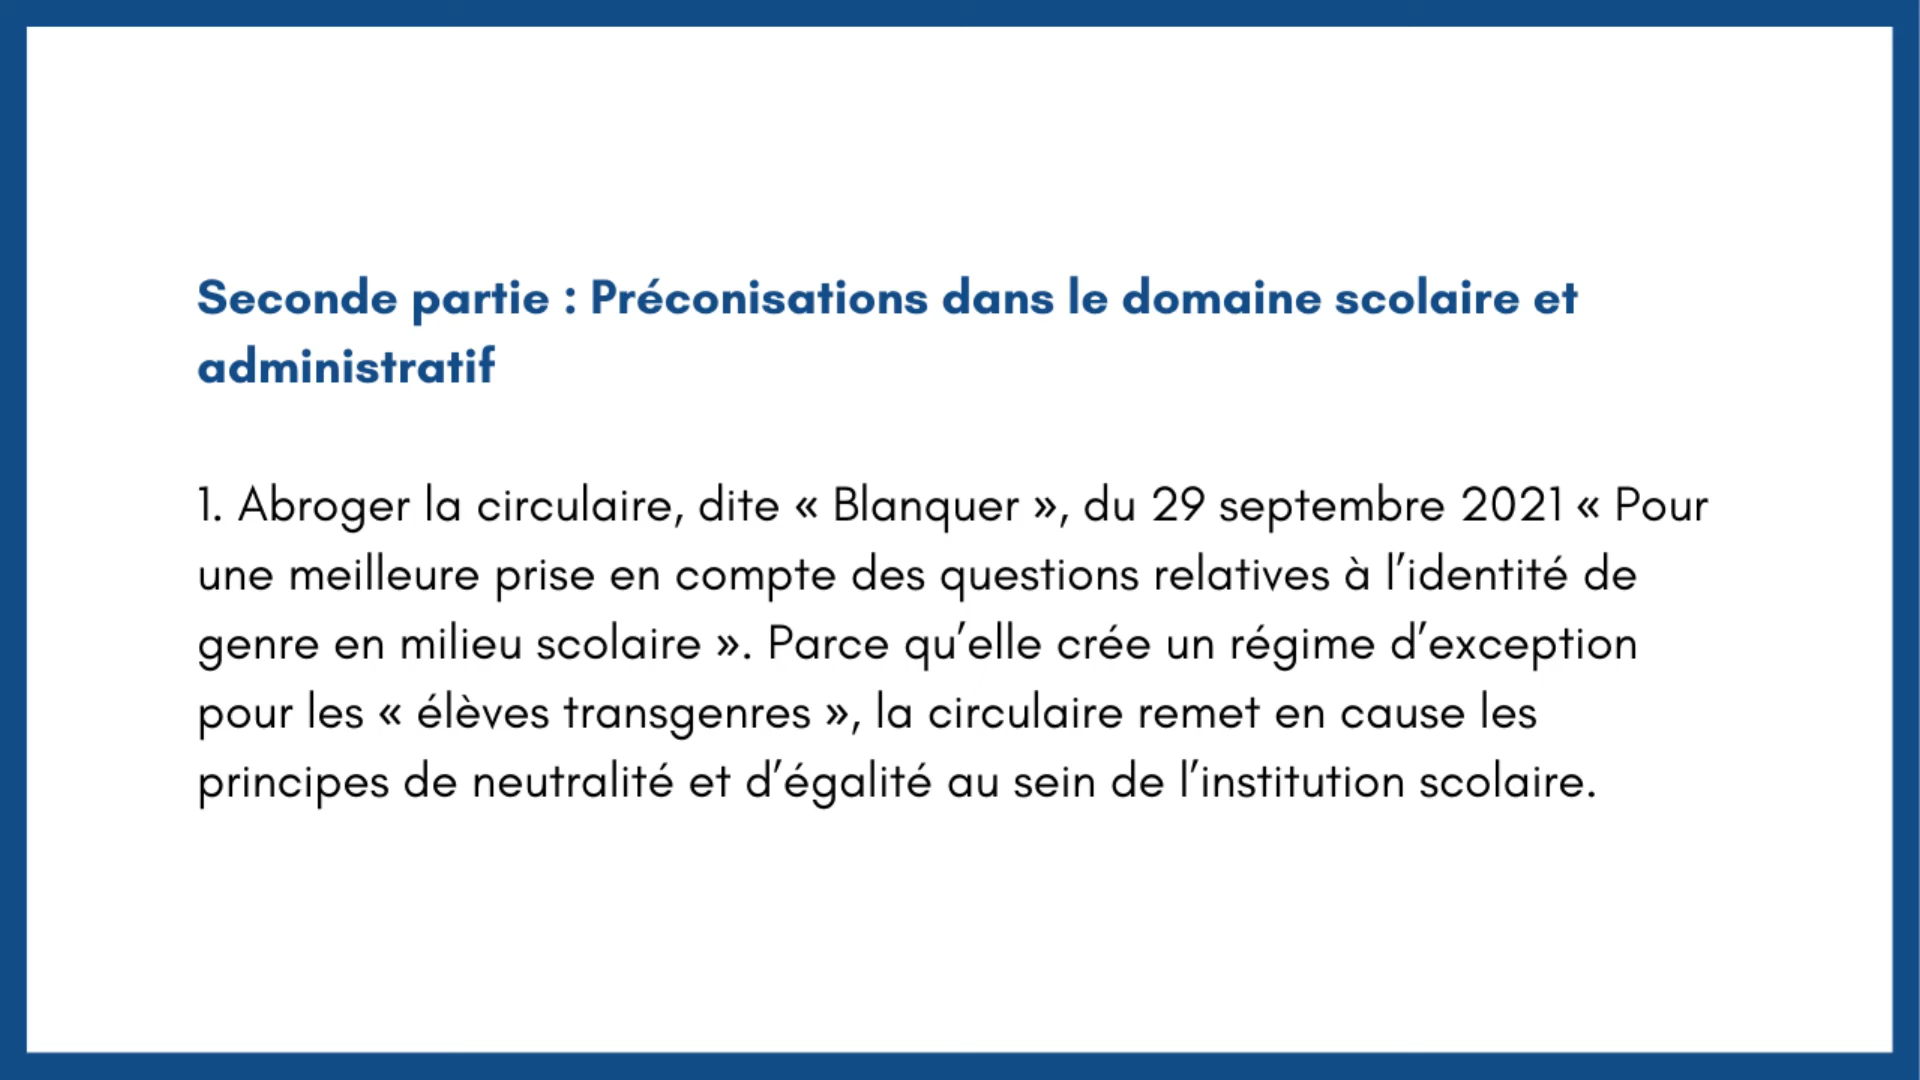 Seconde partie : Préconisations dans le domaine scolaire et
administratif
1. Abroger la circulaire, dite « Blanquer », du 29 septembre 2021 « Pour
une meilleure prise en compte des questions relatives à l’identité de
genre en milieu scolaire ». Parce qu’elle crée un régime d’exception
pour les « élèves transgenres », la circulaire remet en cause les
principes de neutralité et d’égalité au sein de l’institution scolaire.